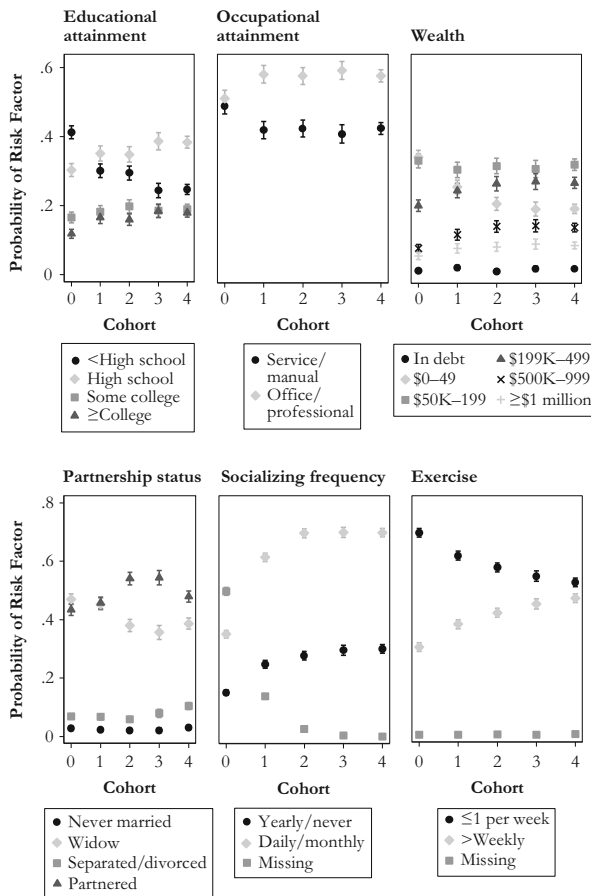 Educational
attainment
Occupational
attainment
Wealth
Probability of Risk Factor
.6
.4
.2
0
0 1 2 3 4
0 1 2 3 4
0 1 2 3 4
Cohort
Cohort
Cohort
<High school
High school
Some college
≥College
Service/
manual
Office/
professional
In debt
$0–49
$50K–199
$199K–499
$500K–999
≥$1 million
Partnership status
Socializing frequency
Exercise
Probability of Risk Factor
.8
.6
.4
.2
0
0 1 2 3 4
0 1 2 3 4
0 1 2 3 4
Cohort
Cohort
Cohort
Never married
Widow
Separated/divorced
Partnered
Yearly/never
Daily/monthly
Missing
≤1 per week
>Weekly
Missing